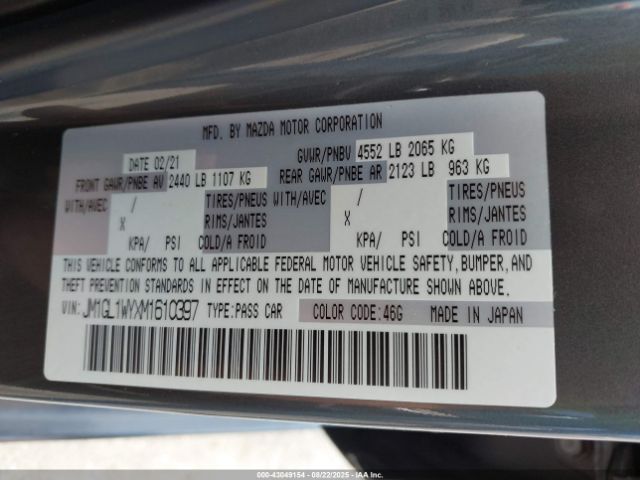 MFD. BY MAZDA MOTOR CORPORATION
DATE 02/21 GVWR/PNBV 4552 LB 2065 KG
FRONT GAWR/PNBE AV 2440 LB 1107 KG REAR GAWR/PNBE AR 2123 LB 963 KG
WITH/AVEC / TIRES/PNEUS WITH/AVEC / TIRES/PNEUS
X RIMS/JANTES X RIMS/JANTES
KPA/ PSI COLD/A FROID KPA/ PSI COLD/A FROID
THIS VEHICLE CONFORMS TO ALL APPLICABLE FEDERAL MOTOR VEHICLE SAFETY, BUMPER, AND
THEFT PREVENTION STANDARDS IN EFFECT ON THE DATE OF MANUFACTURE SHOWN ABOVE.
VIN: JM1GL1WYXM1610397 TYPE: PASS CAR COLOR CODE: 46G MADE IN JAPAN
000-43049154 - 08/22/2025 - IAAI.CA